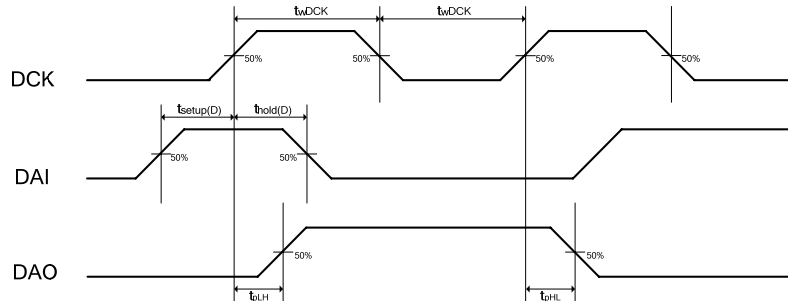 twDCK twDCK
DCK 50% 50% 50% 50%
tsetup(D) thold(D)
DAI 50% 50%
DAO 50% 50%
tpLH tpHL